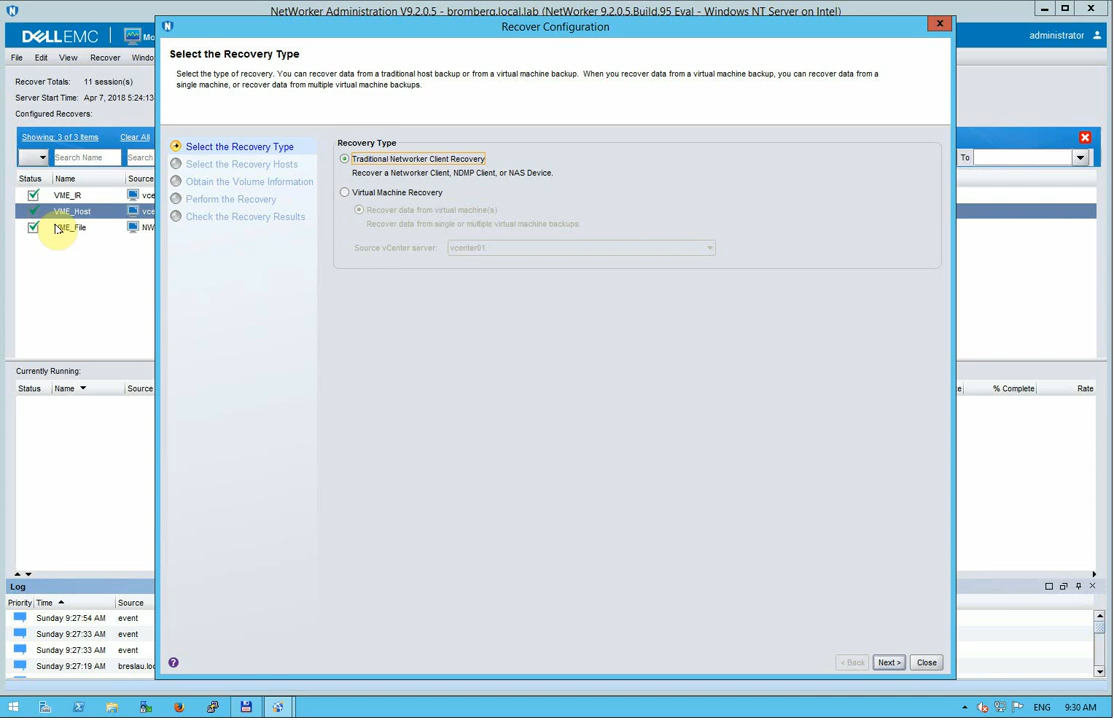 NetWorker Administration V9.2.0.5 - bromberg.local.lab (NetWorker 9.2.0.5.Build.95 Eval - Windows NT Server on Intel)
Recover Configuration
DELLEMC
Mo
administrator
File Edit View Recover Windo
Select the Recovery Type
Select the type of recovery. You can recover data from a traditional host backup or from a virtual machine backup. When you recover data from a virtual machine backup, you can recover data from a
single machine, or recover data from multiple virtual machine backups.
Recover Totals: 11 session(s)
Server Start Time: Apr 7, 2018 5:24:13
Configured Recovers:
Showing: 3 of 3 Items Clear All
Search Name Search
To
Status Name Source
VME_IR vce
VME_Host vce
VME_File NW
Select the Recovery Type
Select the Recovery Hosts
Obtain the Volume Information
Perform the Recovery
Check the Recovery Results
Recovery Type
Traditional Networker Client Recovery
Recover a Networker Client, NDMP Client, or NAS Device.
Virtual Machine Recovery
Recover data from virtual machine(s)
Recover data from single or multiple virtual machine backups.
Source vCenter server: vcenter01
Currently Running:
Status Name Source
% Complete Rate
Log
Priority Time Source
Sunday 9:27:54 AM event
Sunday 9:27:33 AM event
Sunday 9:27:33 AM event
Sunday 9:27:19 AM breslau.loc
? < Back Next > Close
ENG 9:30 AM